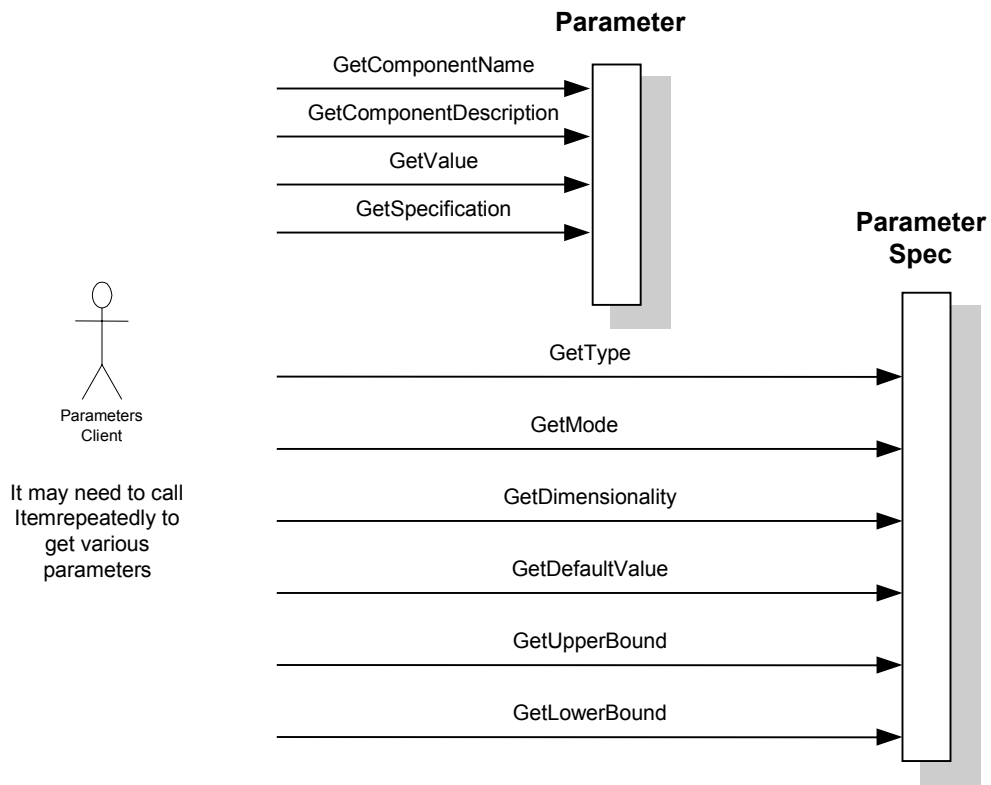 Parameter
GetComponentName
GetComponentDescription
GetValue
GetSpecification
Parameter
Spec
GetType
Parameters
Client
GetMode
It may need to call
Itemrepeatedly to
get various
parameters
GetDimensionality
GetDefaultValue
GetUpperBound
GetLowerBound